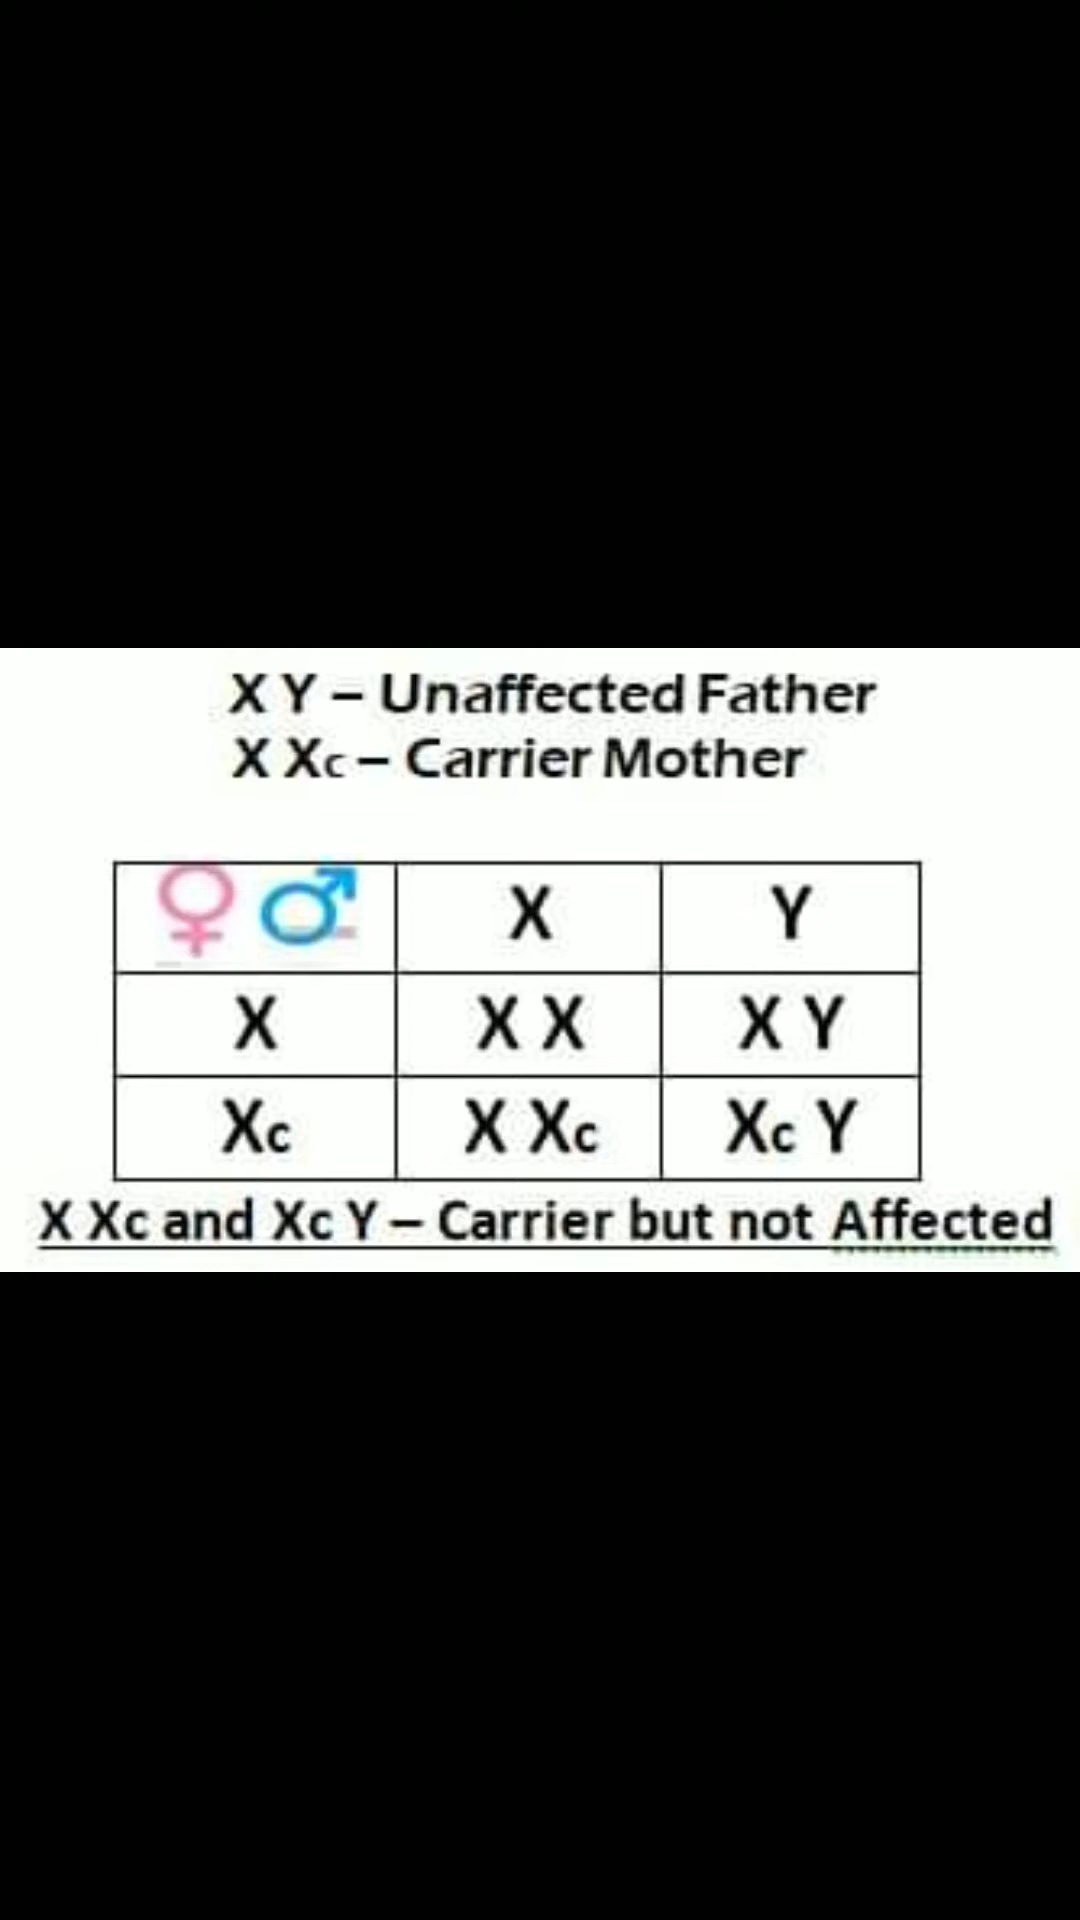 X Y – Unaffected Father
X Xc – Carrier Mother
♀ ♂ X Y
X X X X Y
Xc X Xc Xc Y
X Xc and Xc Y – Carrier but not Affected